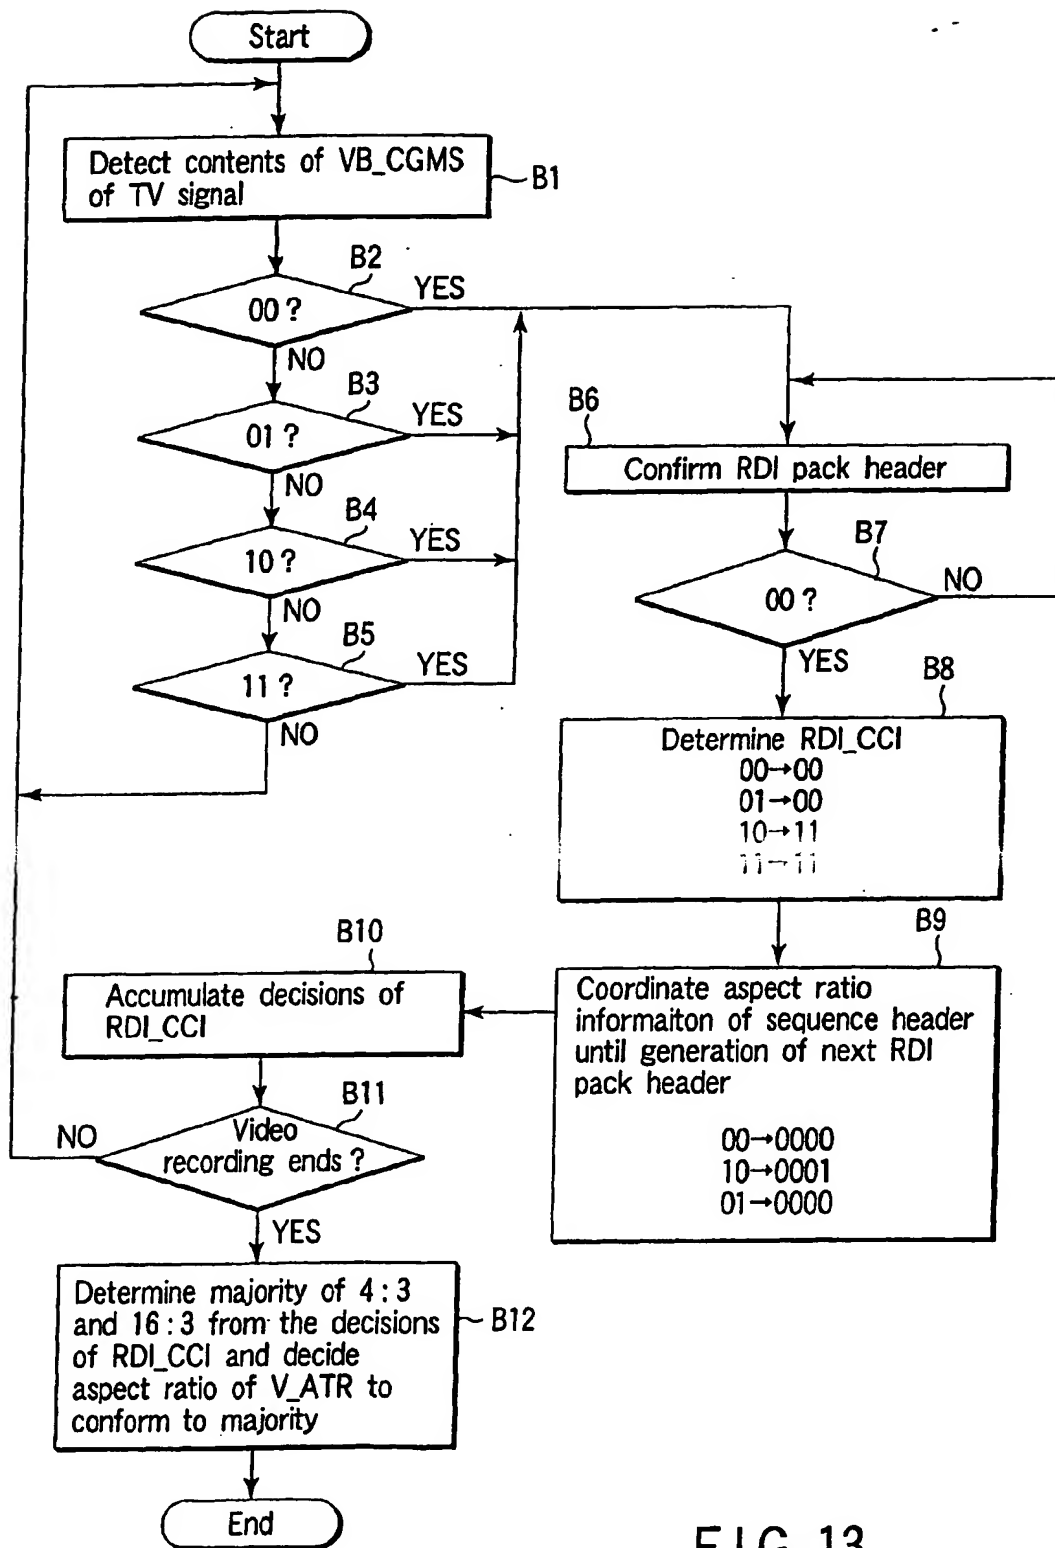 Start
Detect contents of VB_CGMS
of TV signal
B1
B2
00 ?
YES
NO
B3
01 ?
YES
NO
B4
10 ?
YES
NO
B5
11 ?
YES
NO
B6
Confirm RDI pack header
B7
00 ?
NO
YES
B8
Determine RDI_CCI
00→00
01→00
10→11
11→11
B9
Coordinate aspect ratio
informaiton of sequence header
until generation of next RDI
pack header
00→0000
10→0001
01→0000
B10
Accumulate decisions of
RDI_CCI
B11
Video
recording ends ?
NO
YES
Determine majority of 4 : 3
and 16 : 3 from the decisions
of RDI_CCI and decide
aspect ratio of V_ATR to
conform to majority
B12
End
FIG. 13